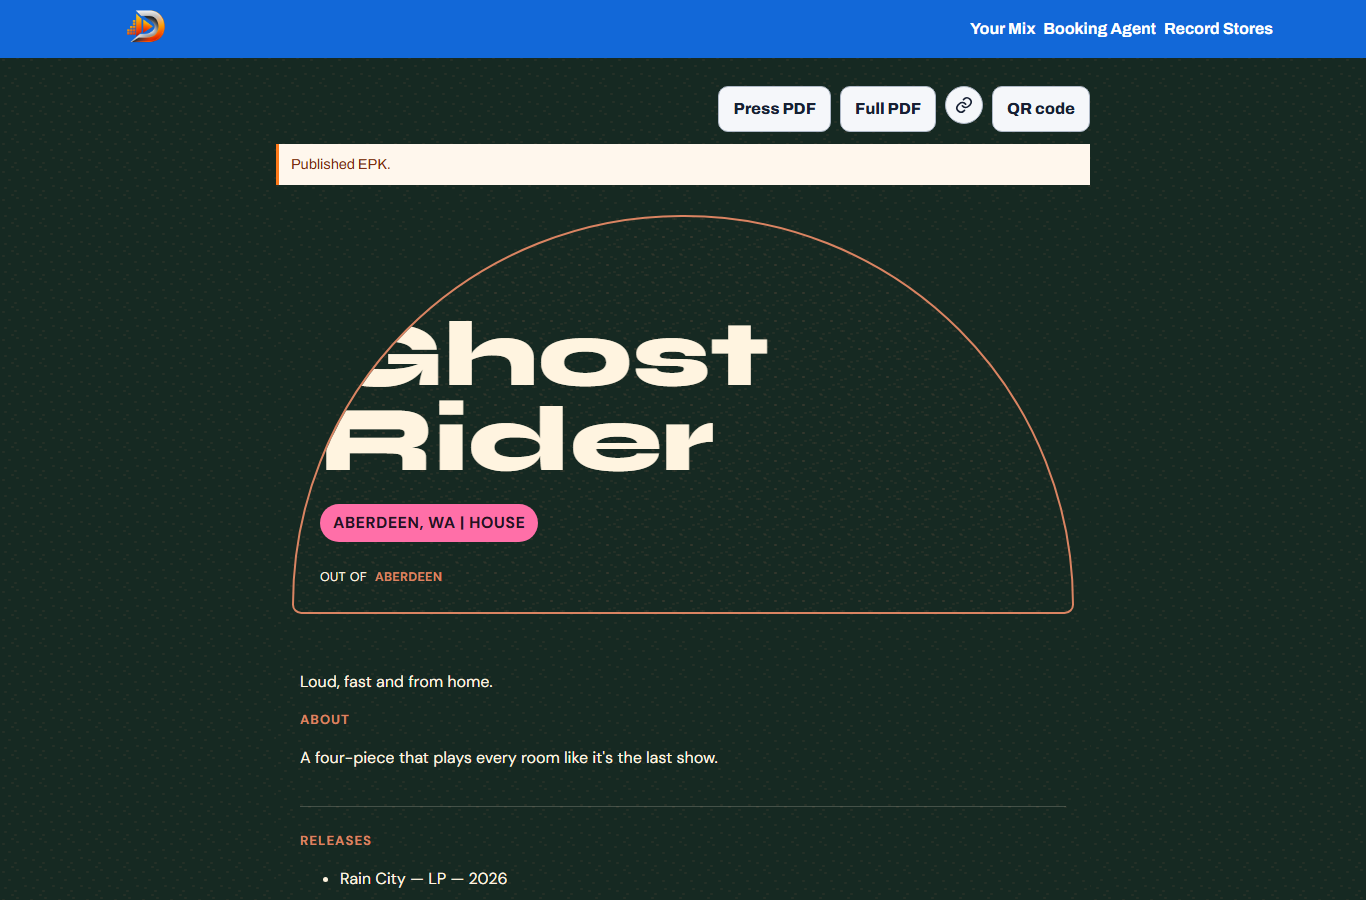 Your Mix Booking Agent Record Stores
Press PDF Full PDF QR code
Published EPK.
Ghost
Rider
ABERDEEN, WA | HOUSE
OUT OF ABERDEEN
Loud, fast and from home.
ABOUT
A four-piece that plays every room like it's the last show.
RELEASES
Rain City — LP — 2026